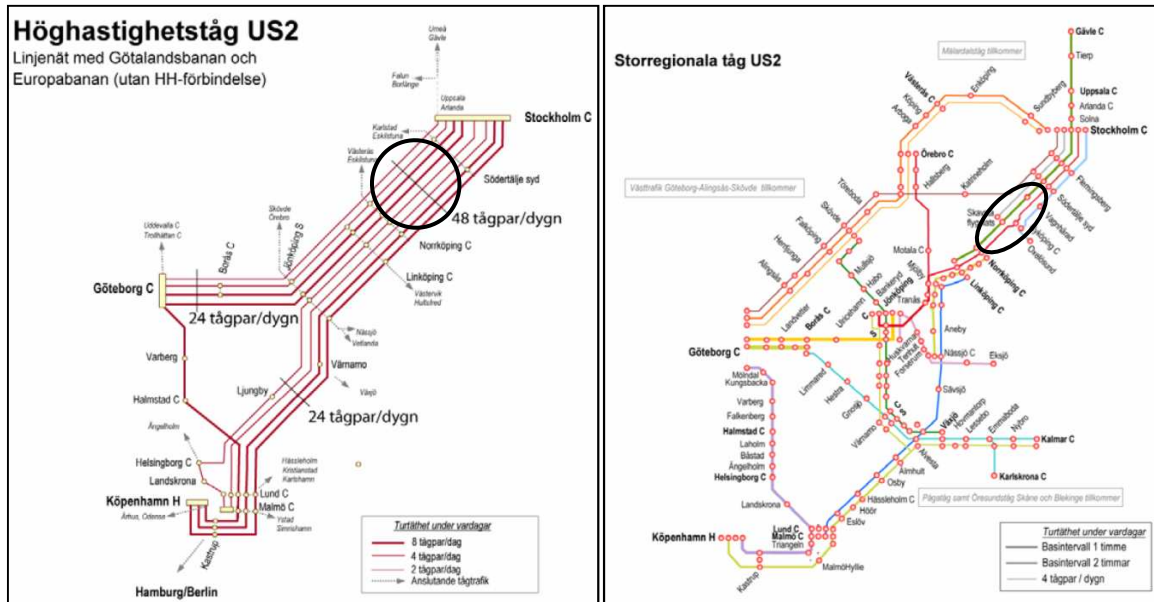 Höghastighetståg US2
Linjenät med Götalandsbanan och
Europabanan (utan HH-förbindelse)
Umeå
Gävle
Falun
Borlänge
Uppsala
Arlanda
Stockholm C
Karlstad
Eskilstuna
Västerås
Eskilstuna
Södertälje syd
48 tågpar/dygn
Skövde
Örebro
Uddevalla C
Trollhättan C
Borås C
Jönköping S
Norrköping C
Linköping C
Västervik
Hultsfred
Göteborg C
24 tågpar/dygn
Nässjö
Vetlanda
Varberg
Värnamo
Växjö
Ljungby
24 tågpar/dygn
Halmstad C
Ängelholm
Helsingborg C
Landskrona
Hässleholm
Kristianstad
Karlshamn
Köpenhamn H
Lund C
Malmö C
Århus, Odense
Ystad
Simrishamn
Kastrup
Hamburg/Berlin
Turtäthet under vardagar
8 tågpar/dag
4 tågpar/dag
2 tågpar/dag
Anslutande tågtrafik
Storregionala tåg US2
Mälardalståg tillkommer
Gävle C
Tierp
Uppsala C
Arlanda C
Solna
Stockholm C
Västerås C
Enköping
Sundbyberg
Köping
Arboga
Örebro C
Hallsberg
Katrineholm
Västtrafik Göteborg-Alingsås-Skövde tillkommer
Töreboda
Skövde
Falköping
Herrljunga
Alingsås
Flemingsberg
Södertälje syd
Vagnhärad
Nyköping C
Oxelösund
Skavsta
flygplats
Norrköping C
Linköping C
Motala C
Mjölby
Tranås
Mullsjö
Habo
Bankeryd
Jönköping
C
S
Ulricehamn
Borås C
Landvetter
Göteborg C
Huskvarna
Tenhult
Forserum
Aneby
Nässjö C
Eksjö
Sävsjö
Limmared
Hestra
Gnosjö
Värnamo
C
S
Mölndal
Kungsbacka
Varberg
Falkenberg
Halmstad C
Laholm
Båstad
Ängelholm
Helsingborg C
Landskrona
Växjö
Hovmantorp
Lessebo
Emmaboda
Nybro
Kalmar C
Karlskrona C
Alvesta
Älmhult
Osby
Hässleholm C
Höör
Eslöv
Pågatåg samt Öresundståg Skåne och Blekinge tillkommer
Lund C
Malmö C
Triangeln
Köpenhamn H
Kastrup
MalmöHyllie
Turtäthet under vardagar
Basintervall 1 timme
Basintervall 2 timmar
4 tågpar / dygn